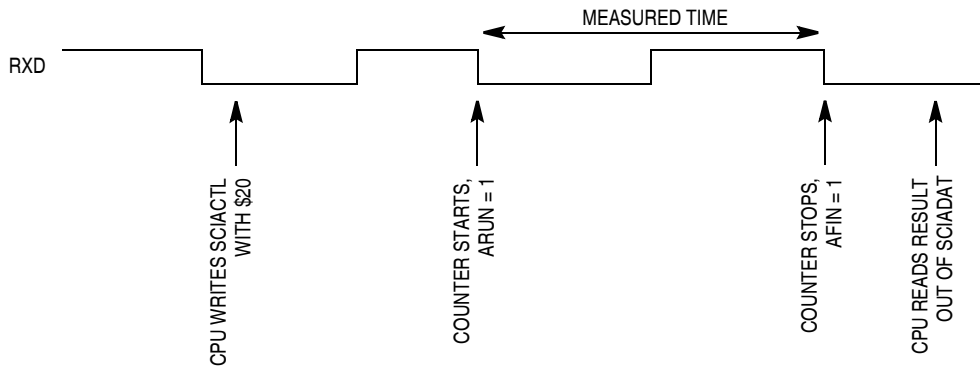 MEASURED TIME
RXD
CPU WRITES SCIACTL
WITH $20
COUNTER STARTS,
ARUN = 1
COUNTER STOPS,
AFIN = 1
CPU READS RESULT
OUT OF SCIADAT